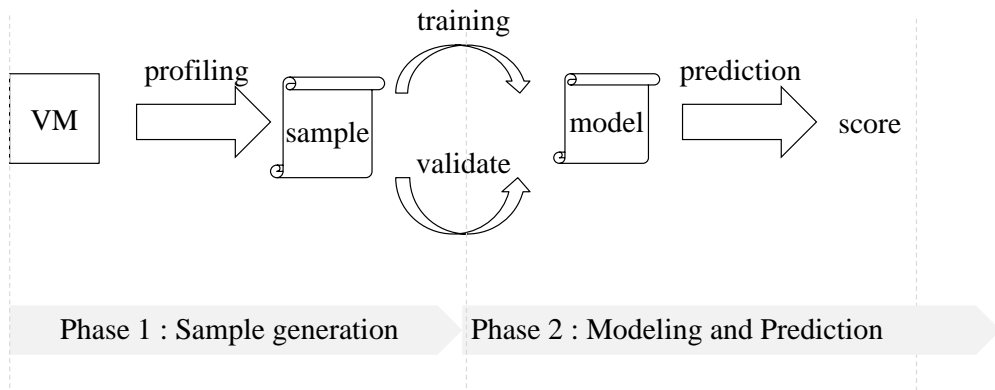 training
profiling
prediction
VM
sample
model
score
validate
Phase 1 : Sample generation
Phase 2 : Modeling and Prediction